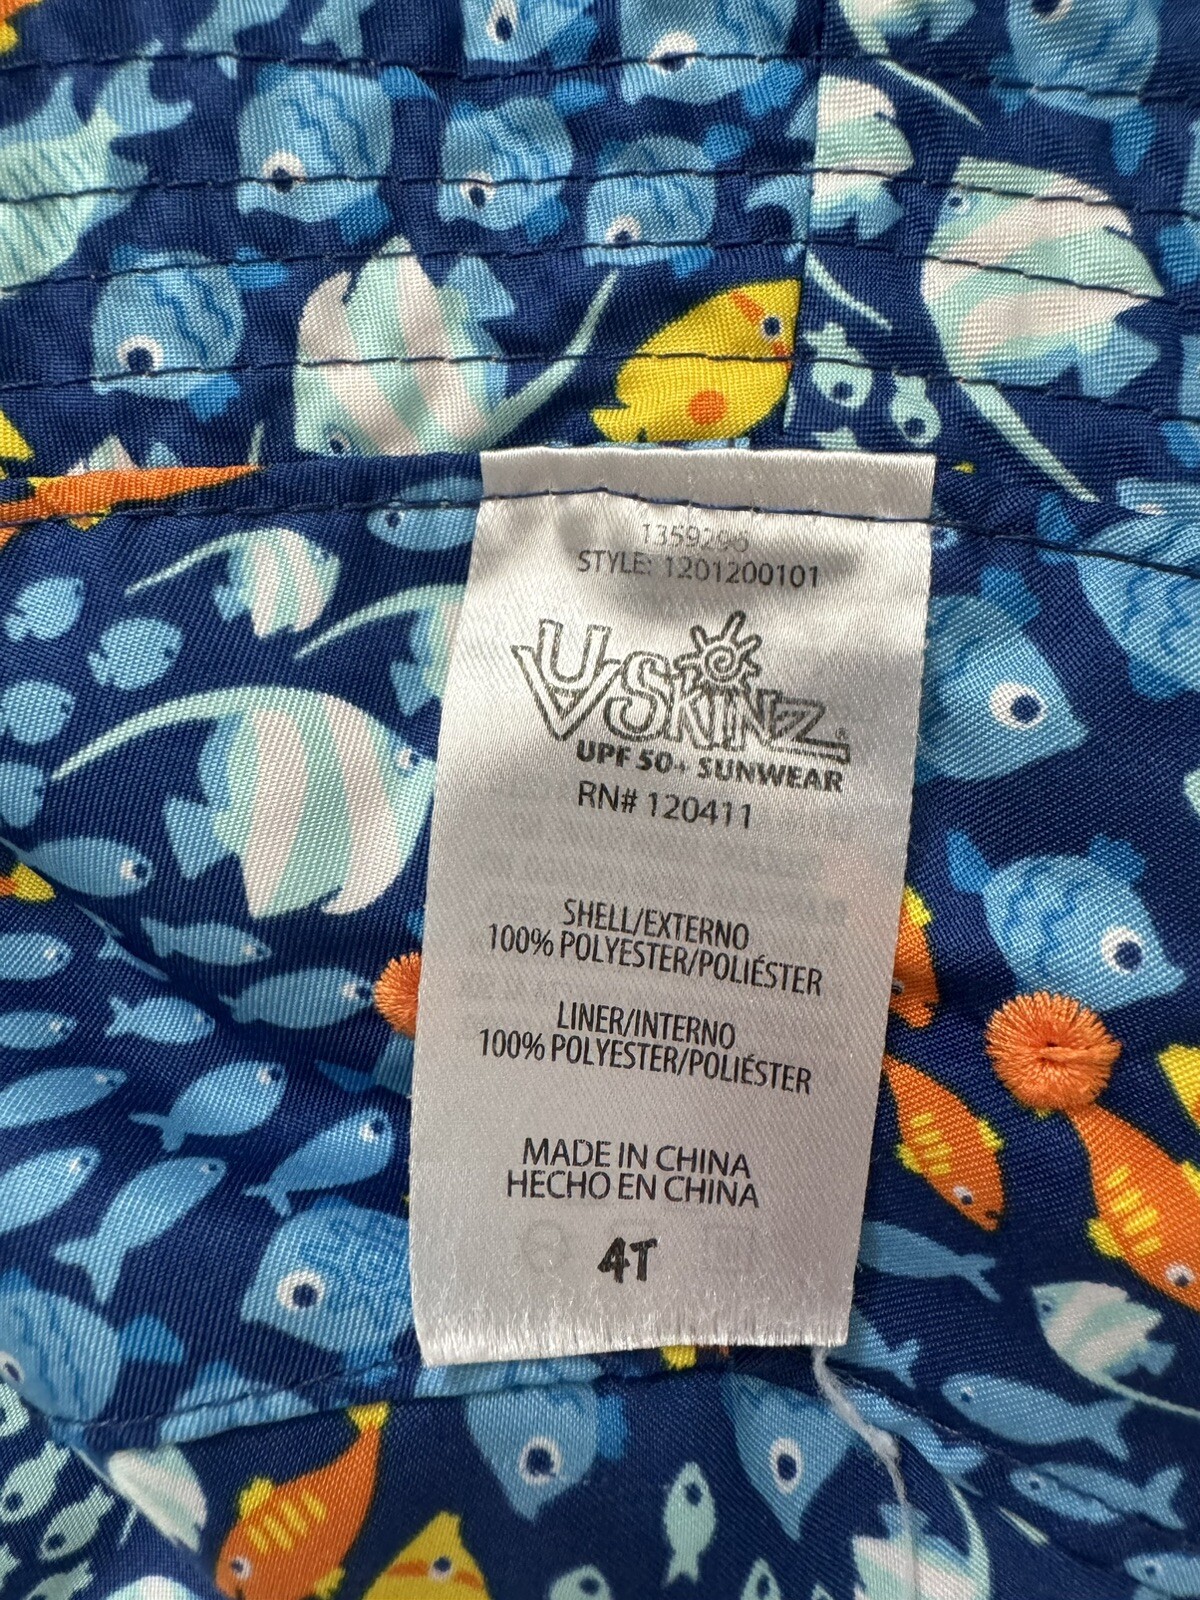 STYLE: 1201200101
UV SKINZ®
UPF 50+ SUNWEAR
RN# 120411
SHELL/EXTERNO
100% POLYESTER/POLIÉSTER
LINER/INTERNO
100% POLYESTER/POLIÉSTER
MADE IN CHINA
HECHO EN CHINA
4T